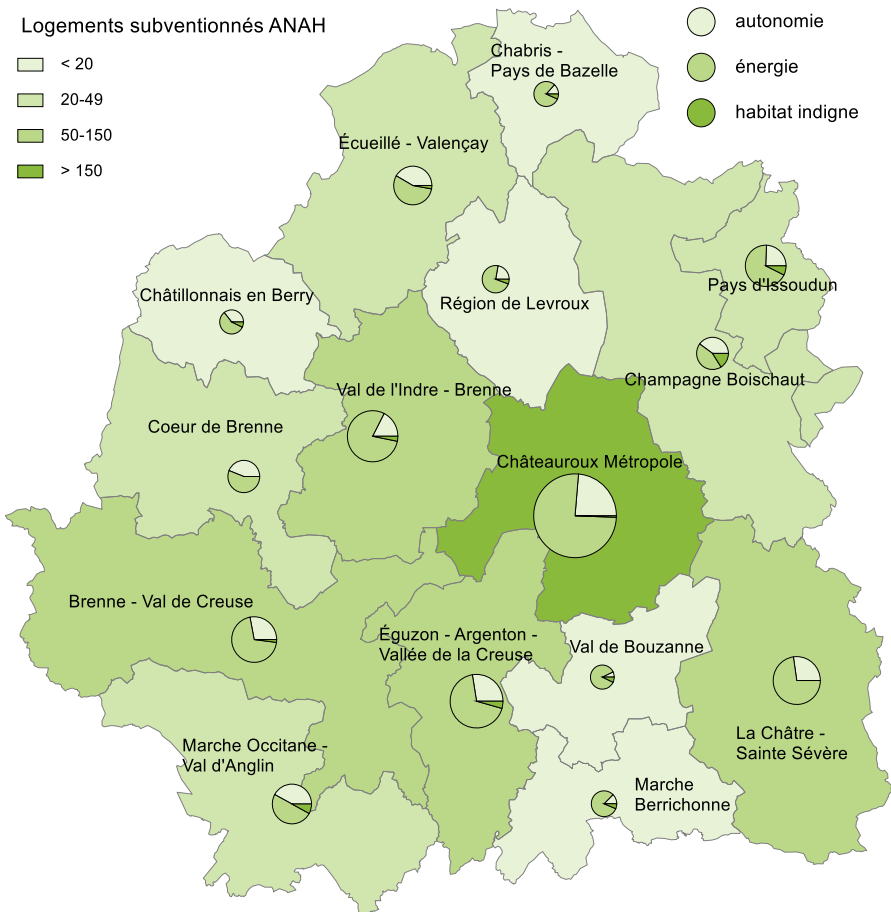 Logements subventionnés ANAH
< 20
20-49
50-150
> 150
autonomie
énergie
habitat indigne
Chabris -
Pays de Bazelle
Écueillé - Valençay
Pays d'Issoudun
Châtillonnais en Berry
Région de Levroux
Champagne Boischaut
Val de l'Indre - Brenne
Coeur de Brenne
Châteauroux Métropole
Brenne - Val de Creuse
Éguzon - Argenton -
Vallée de la Creuse
Val de Bouzanne
La Châtre -
Sainte Sévère
Marche Occitane -
Val d'Anglin
Marche
Berrichonne